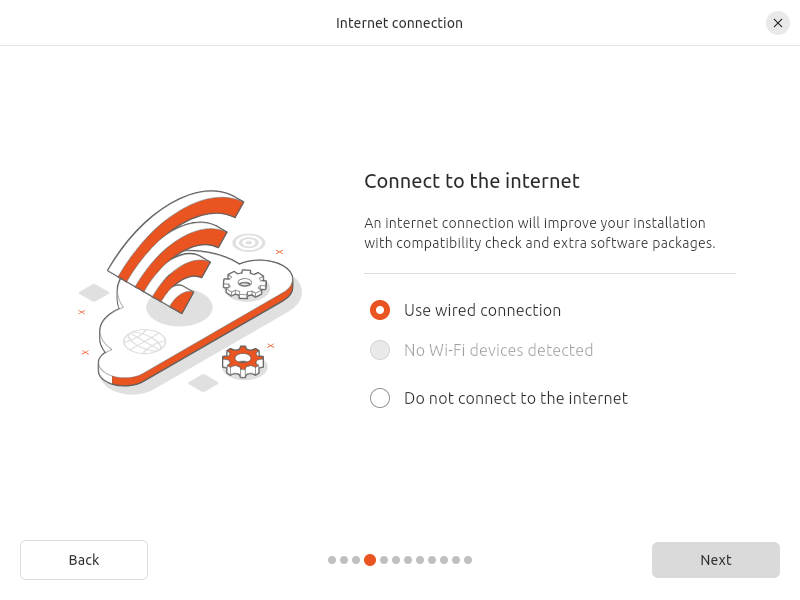 Internet connection
Connect to the internet
An internet connection will improve your installation
with compatibility check and extra software packages.
Use wired connection
No Wi-Fi devices detected
Do not connect to the internet
Back
Next